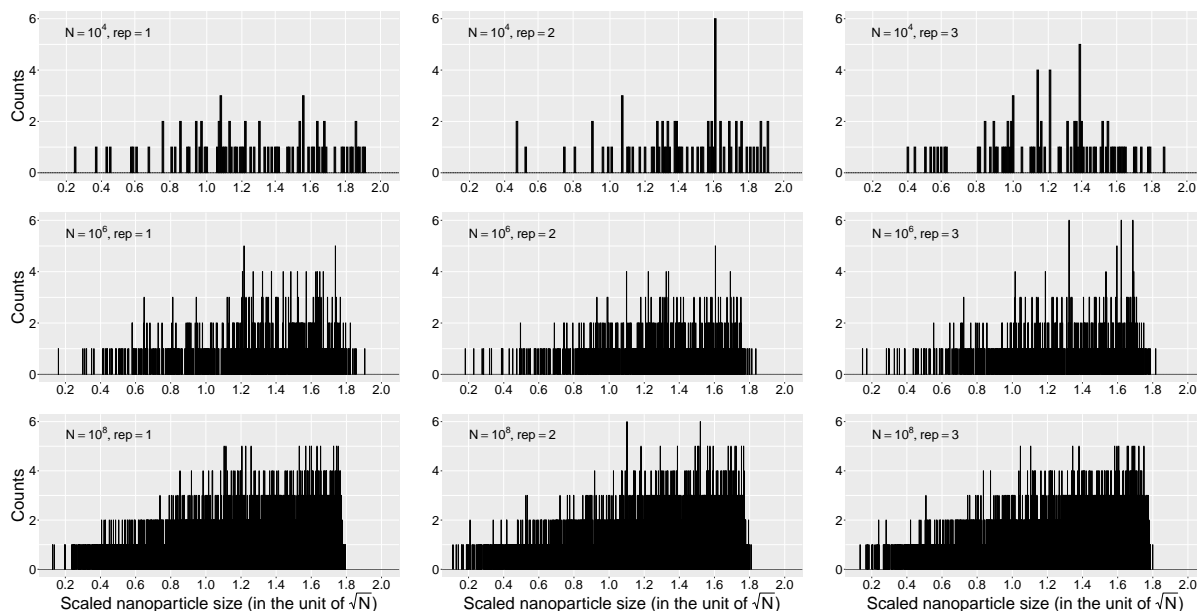 N = 10⁴, rep = 1
N = 10⁴, rep = 2
N = 10⁴, rep = 3
Counts
6
4
2
0
0.2 0.4 0.6 0.8 1.0 1.2 1.4 1.6 1.8 2.0
6
4
2
0
0.2 0.4 0.6 0.8 1.0 1.2 1.4 1.6 1.8 2.0
6
4
2
0
0.2 0.4 0.6 0.8 1.0 1.2 1.4 1.6 1.8 2.0
N = 10⁶, rep = 1
N = 10⁶, rep = 2
N = 10⁶, rep = 3
Counts
6
4
2
0
0.2 0.4 0.6 0.8 1.0 1.2 1.4 1.6 1.8 2.0
6
4
2
0
0.2 0.4 0.6 0.8 1.0 1.2 1.4 1.6 1.8 2.0
6
4
2
0
0.2 0.4 0.6 0.8 1.0 1.2 1.4 1.6 1.8 2.0
N = 10⁸, rep = 1
N = 10⁸, rep = 2
N = 10⁸, rep = 3
Counts
6
4
2
0
0.2 0.4 0.6 0.8 1.0 1.2 1.4 1.6 1.8 2.0
6
4
2
0
0.2 0.4 0.6 0.8 1.0 1.2 1.4 1.6 1.8 2.0
6
4
2
0
0.2 0.4 0.6 0.8 1.0 1.2 1.4 1.6 1.8 2.0
Scaled nanoparticle size (in the unit of √N)
Scaled nanoparticle size (in the unit of √N)
Scaled nanoparticle size (in the unit of √N)